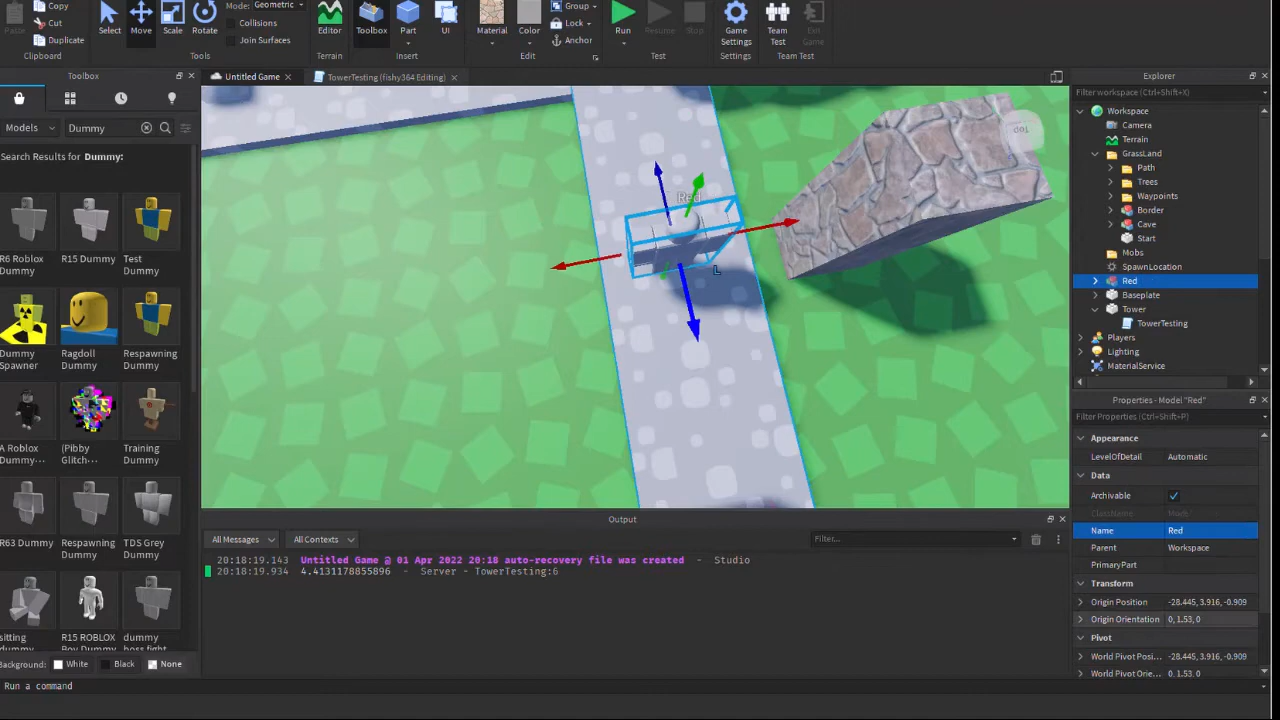 Copy
Cut
Duplicate
Paste
Clipboard
Select
Move
Scale
Rotate
Mode: Geometric
Collisions
Join Surfaces
Tools
Editor
Terrain
Toolbox
Part
UI
Insert
Material
Color
Group
Lock
Anchor
Edit
Run
Resume
Stop
Test
Game Settings
Settings
Team Test
Exit Game
Team Test
Toolbox
Untitled Game
TowerTesting (fishy364 Editing)
Models
Dummy
Search Results for Dummy:
R6 Roblox
Dummy
R15 Dummy
Test
Dummy
Dummy
Spawner
Ragdoll
Dummy
Respawning
Dummy
A Roblox
Dummy...
(Pibby
Glitch...
Training
Dummy
R63 Dummy
Respawning
Dummy
TDS Grey
Dummy
sitting
dummy
R15 ROBLOX
Boy Dummy
dummy
boss fight
Background:
White
Black
None
Red
TOP
L
Output
All Messages
All Contexts
Filter...
20:18:19.143 Untitled Game @ 01 Apr 2022 20:18 auto-recovery file was created - Studio
20:18:19.934 4.4131178855896 - Server - TowerTesting:6
Run a command
Explorer
Filter workspace (Ctrl+Shift+X)
Workspace
Camera
Terrain
GrassLand
Path
Trees
Waypoints
Border
Cave
Start
Mobs
SpawnLocation
Red
Baseplate
Tower
TowerTesting
Players
Lighting
MaterialService
Properties - Model "Red"
Filter Properties (Ctrl+Shift+P)
Appearance
LevelOfDetail Automatic
Data
Archivable
ClassName Model
Name Red
Parent Workspace
PrimaryPart
Transform
Origin Position -28.445, 3.916, -0.909
Origin Orientation 0, 1.53, 0
Pivot
World Pivot Posi... -28.445, 3.916, -0.909
World Pivot Orie... 0, 1.53, 0